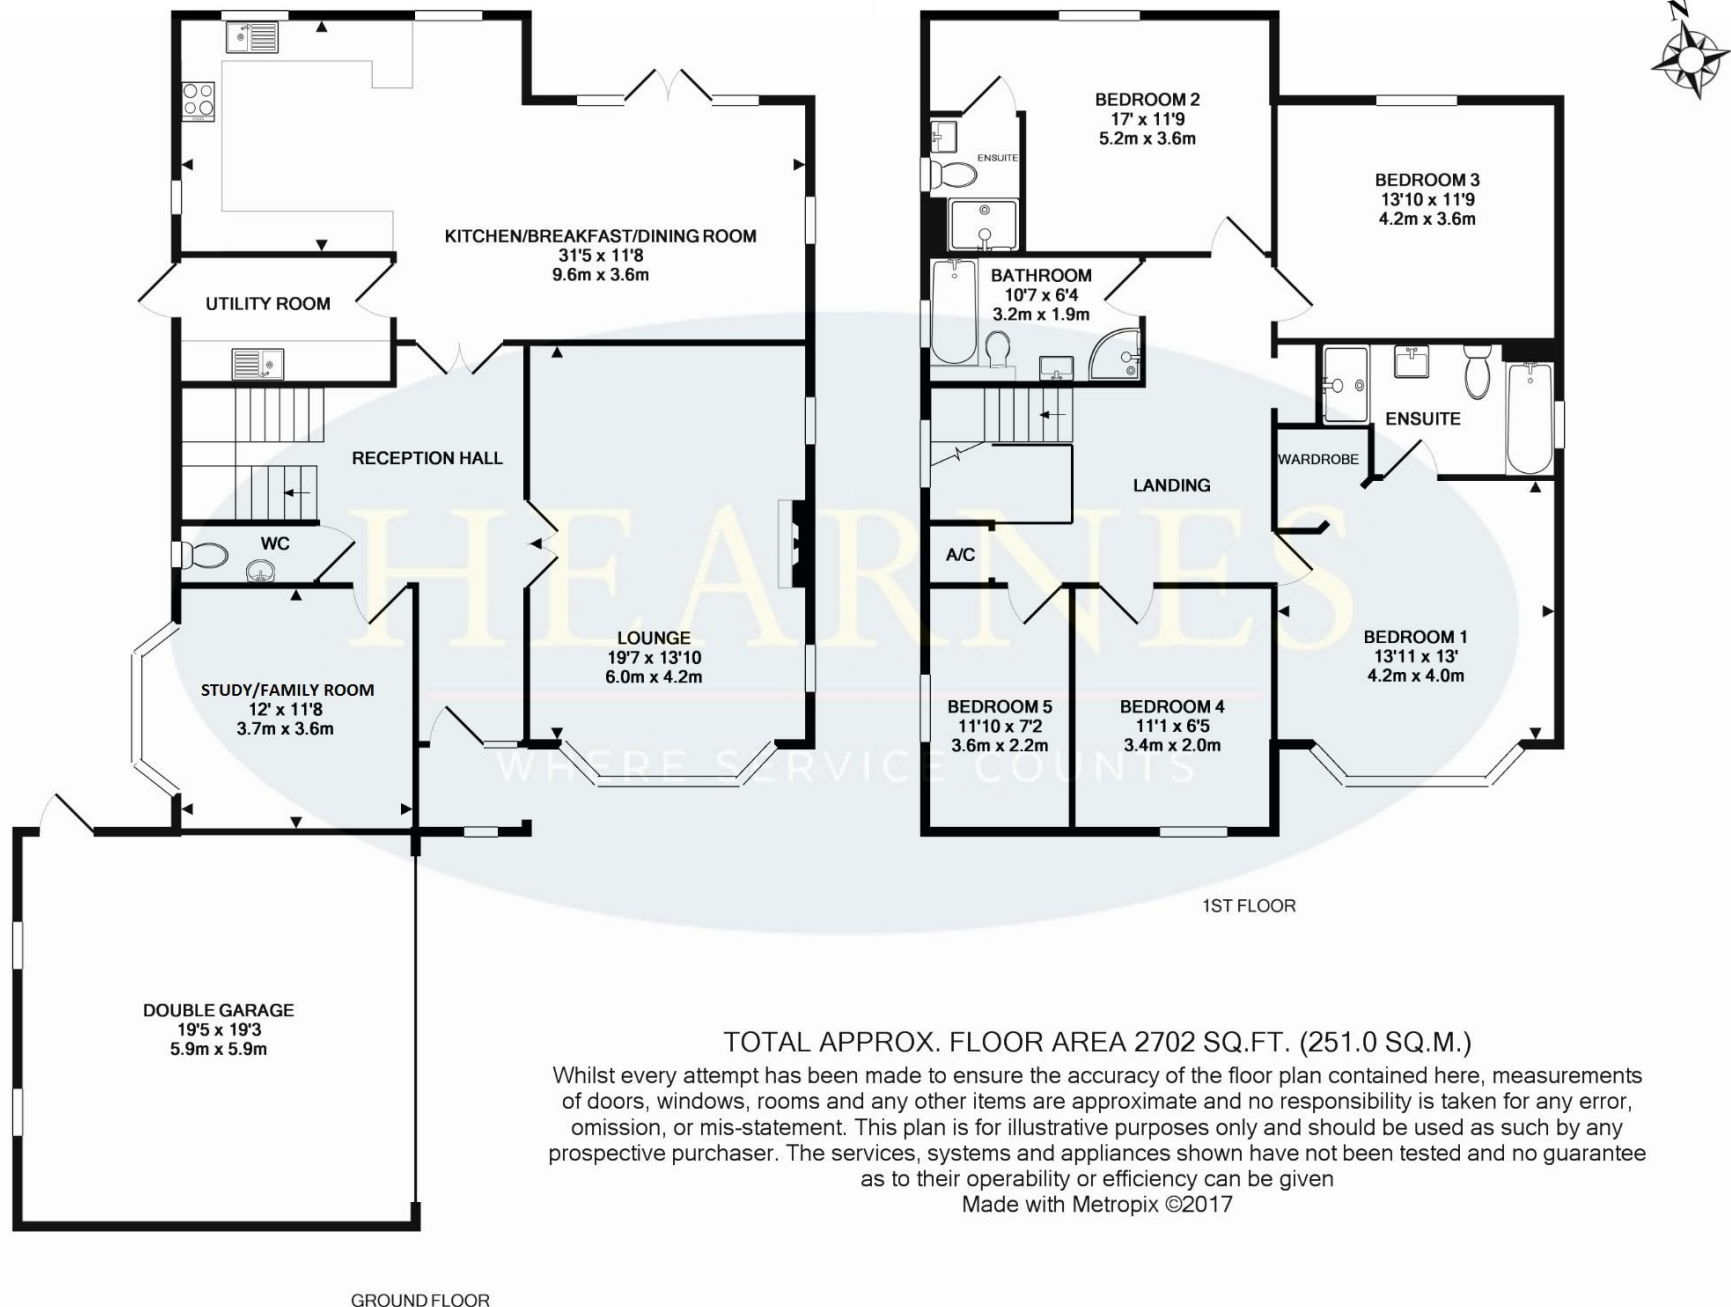 N
KITCHEN/BREAKFAST/DINING ROOM
31'5 x 11'8
9.6m x 3.6m
UTILITY ROOM
RECEPTION HALL
WC
LOUNGE
19'7 x 13'10
6.0m x 4.2m
STUDY/FAMILY ROOM
12' x 11'8
3.7m x 3.6m
DOUBLE GARAGE
19'5 x 19'3
5.9m x 5.9m
GROUND FLOOR
BEDROOM 2
17' x 11'9
5.2m x 3.6m
ENSUITE
BEDROOM 3
13'10 x 11'9
4.2m x 3.6m
BATHROOM
10'7 x 6'4
3.2m x 1.9m
ENSUITE
WARDROBE
LANDING
A/C
BEDROOM 1
13'11 x 13'
4.2m x 4.0m
BEDROOM 5
11'10 x 7'2
3.6m x 2.2m
BEDROOM 4
11'1 x 6'5
3.4m x 2.0m
1ST FLOOR
HEARNES
WHERE SERVICE COUNTS
TOTAL APPROX. FLOOR AREA 2702 SQ.FT. (251.0 SQ.M.)
Whilst every attempt has been made to ensure the accuracy of the floor plan contained here, measurements
of doors, windows, rooms and any other items are approximate and no responsibility is taken for any error,
omission, or mis-statement. This plan is for illustrative purposes only and should be used as such by any
prospective purchaser. The services, systems and appliances shown have not been tested and no guarantee
as to their operability or efficiency can be given
Made with Metropix ©2017